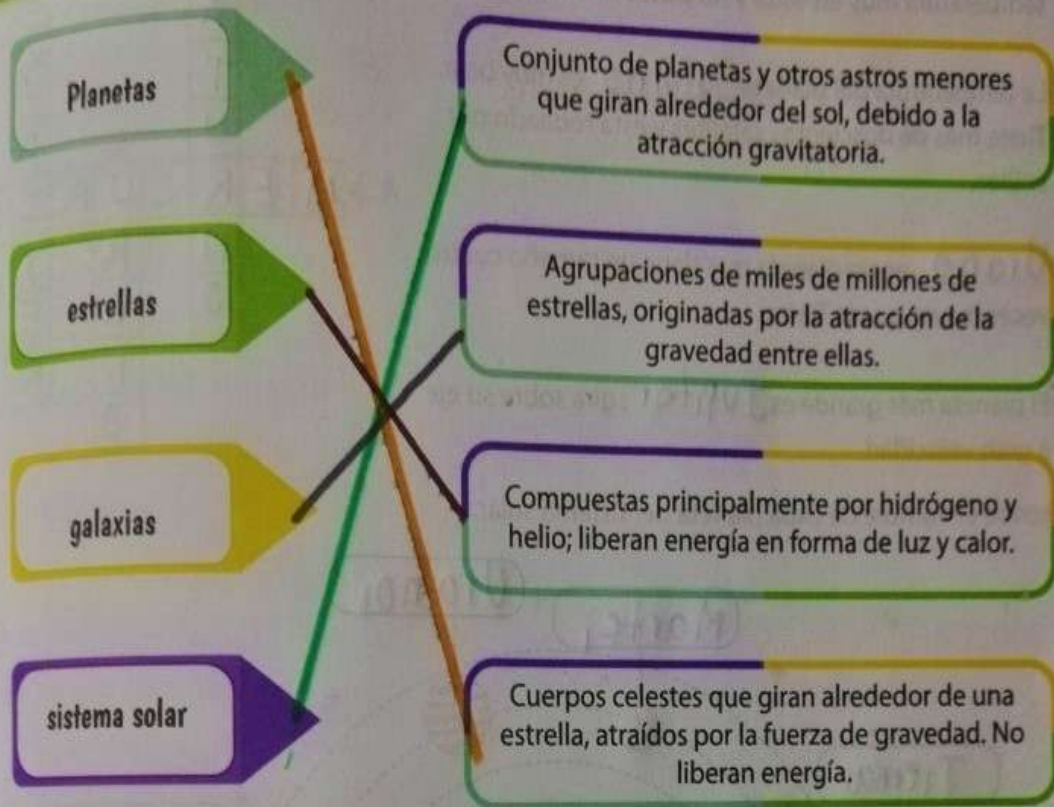 Planetas
Conjunto de planetas y otros astros menores
que giran alrededor del sol, debido a la
atracción gravitatoria.
estrellas
Agrupaciones de miles de millones de
estrellas, originadas por la atracción de la
gravedad entre ellas.
galaxias
Compuestas principalmente por hidrógeno y
helio; liberan energía en forma de luz y calor.
sistema solar
Cuerpos celestes que giran alrededor de una
estrella, atraídos por la fuerza de gravedad. No
liberan energía.